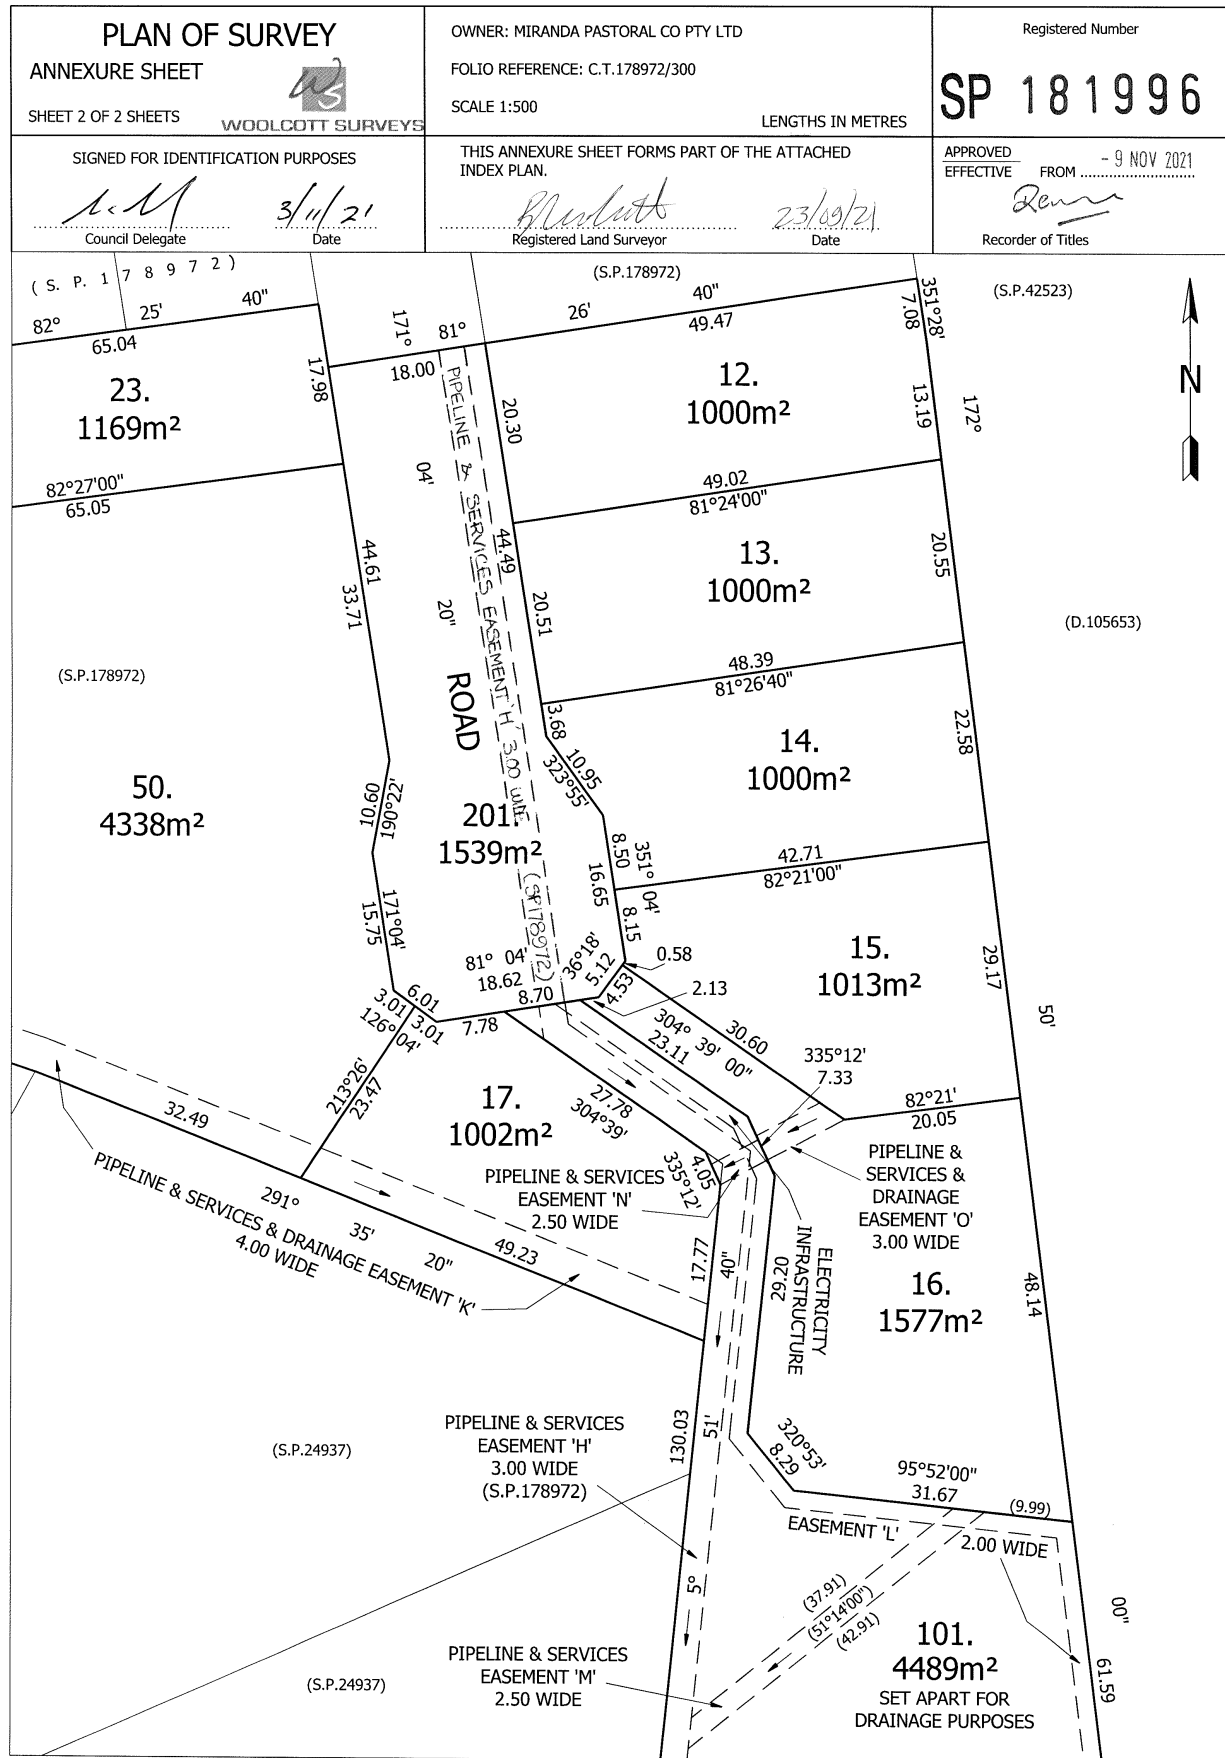 PLAN OF SURVEY
ANNEXURE SHEET
SHEET 2 OF 2 SHEETS
WS
WOOLCOTT SURVEYS
OWNER: MIRANDA PASTORAL CO PTY LTD
FOLIO REFERENCE: C.T.178972/300
SCALE 1:500
LENGTHS IN METRES
Registered Number
SP 181996
SIGNED FOR IDENTIFICATION PURPOSES
3/11/21
Council Delegate
Date
THIS ANNEXURE SHEET FORMS PART OF THE ATTACHED
INDEX PLAN.
23/09/21
Registered Land Surveyor
Date
APPROVED
EFFECTIVE FROM - 9 NOV 2021
Recorder of Titles
(S. P. 178972)
82° 25' 40"
65.04
23.
1169m²
17.98
82°27'00"
65.05
(S.P.178972)
26' 40"
49.47
171° 81°
18.00
351°28'
7.08
(S.P.42523)
N
12.
1000m²
20.30
13.19
172°
04'
49.02
81°24'00"
13.
1000m²
44.49
20.51
20.55
44.61
33.71
20"
(D.105653)
PIPELINE & SERVICES EASEMENT 'H' 3.00 WIDE (SP178972)
ROAD
48.39
81°26'40"
(S.P.178972)
3.68
10.95
323°55'
14.
1000m²
22.58
50.
4338m²
10.60
190°22'
201.
1539m²
8.50
351° 04'
16.65
8.15
42.71
82°21'00"
171°04'
15.75
15.
1013m²
29.17
81° 04'
18.62
8.70
36°18'
5.12
4.53
0.58
2.13
6.01
3.01
3.01
126°04'
7.78
304° 39' 00"
23.11
30.60
50'
335°12'
7.33
213°26'
23.47
17.
1002m²
27.78
304°39'
82°21'
20.05
32.49
PIPELINE & SERVICES & DRAINAGE EASEMENT 'K'
4.00 WIDE
291° 35' 20"
49.23
PIPELINE & SERVICES
EASEMENT 'N'
2.50 WIDE
4.05
335°12'
PIPELINE &
SERVICES &
DRAINAGE
EASEMENT 'O'
3.00 WIDE
17.77
40"
29.20
ELECTRICITY
INFRASTRUCTURE
16.
1577m²
48.14
(S.P.24937)
PIPELINE & SERVICES
EASEMENT 'H'
3.00 WIDE
(S.P.178972)
130.03
51'
320°53'
8.29
95°52'00"
31.67
(9.99)
EASEMENT 'L'
2.00 WIDE
5°
(37.91)
(51°14'00")
(42.91)
00"
PIPELINE & SERVICES
EASEMENT 'M'
2.50 WIDE
(S.P.24937)
101.
4489m²
SET APART FOR
DRAINAGE PURPOSES
61.59